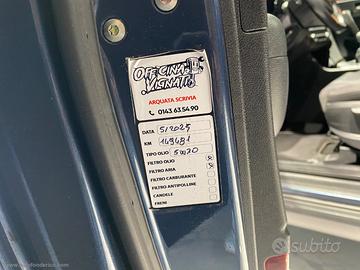 OFFICINA
VIGNATI
ARQUATA SCRIVIA
0143.63.54.90
DATA 5/2025
KM 149481
TIPO OLIO 5W20
FILTRO OLIO
FILTRO ARIA
FILTRO CARBURANTE
FILTRO ANTIPOLLINE
CANDELE
FRENI
subito